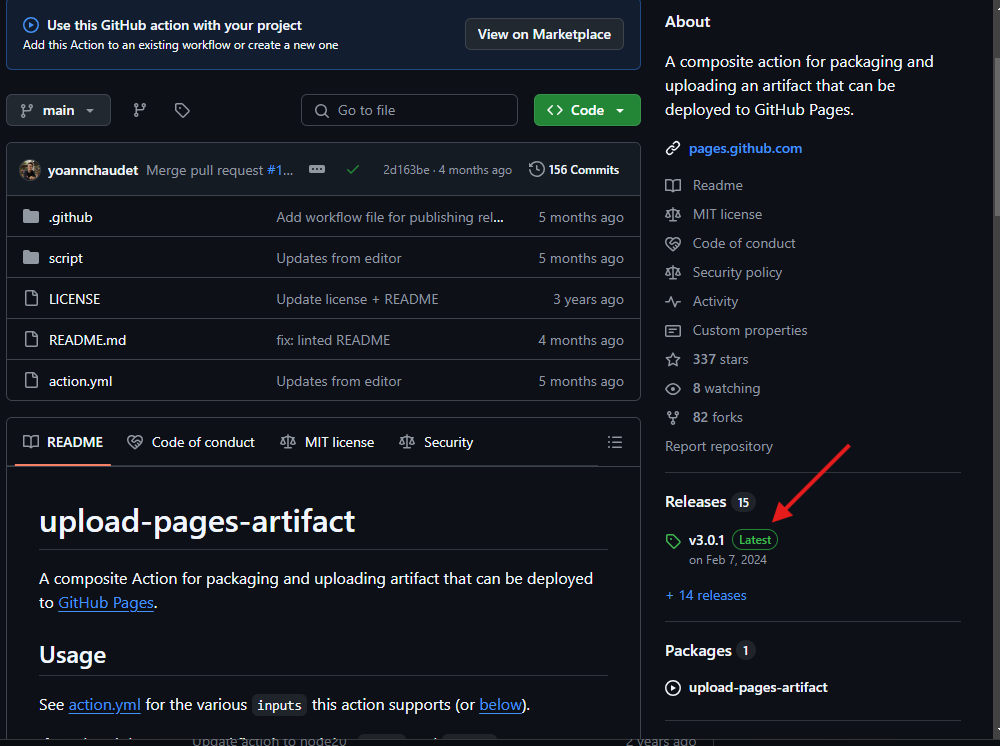 Use this GitHub action with your project
Add this Action to an existing workflow or create a new one
View on Marketplace
main
Go to file
Code
yoannchaudet Merge pull request #1... 2d163be · 4 months ago 156 Commits
.github Add workflow file for publishing rel... 5 months ago
script Updates from editor 5 months ago
LICENSE Update license + README 3 years ago
README.md fix: linted README 4 months ago
action.yml Updates from editor 5 months ago
README Code of conduct MIT license Security
upload-pages-artifact
A composite Action for packaging and uploading artifact that can be deployed
to GitHub Pages.
Usage
See action.yml for the various inputs this action supports (or below).
Update action to node20 2 years ago
About
A composite action for packaging and
uploading an artifact that can be
deployed to GitHub Pages.
pages.github.com
Readme
MIT license
Code of conduct
Security policy
Activity
Custom properties
337 stars
8 watching
82 forks
Report repository
Releases 15
v3.0.1 Latest
on Feb 7, 2024
+ 14 releases
Packages 1
upload-pages-artifact